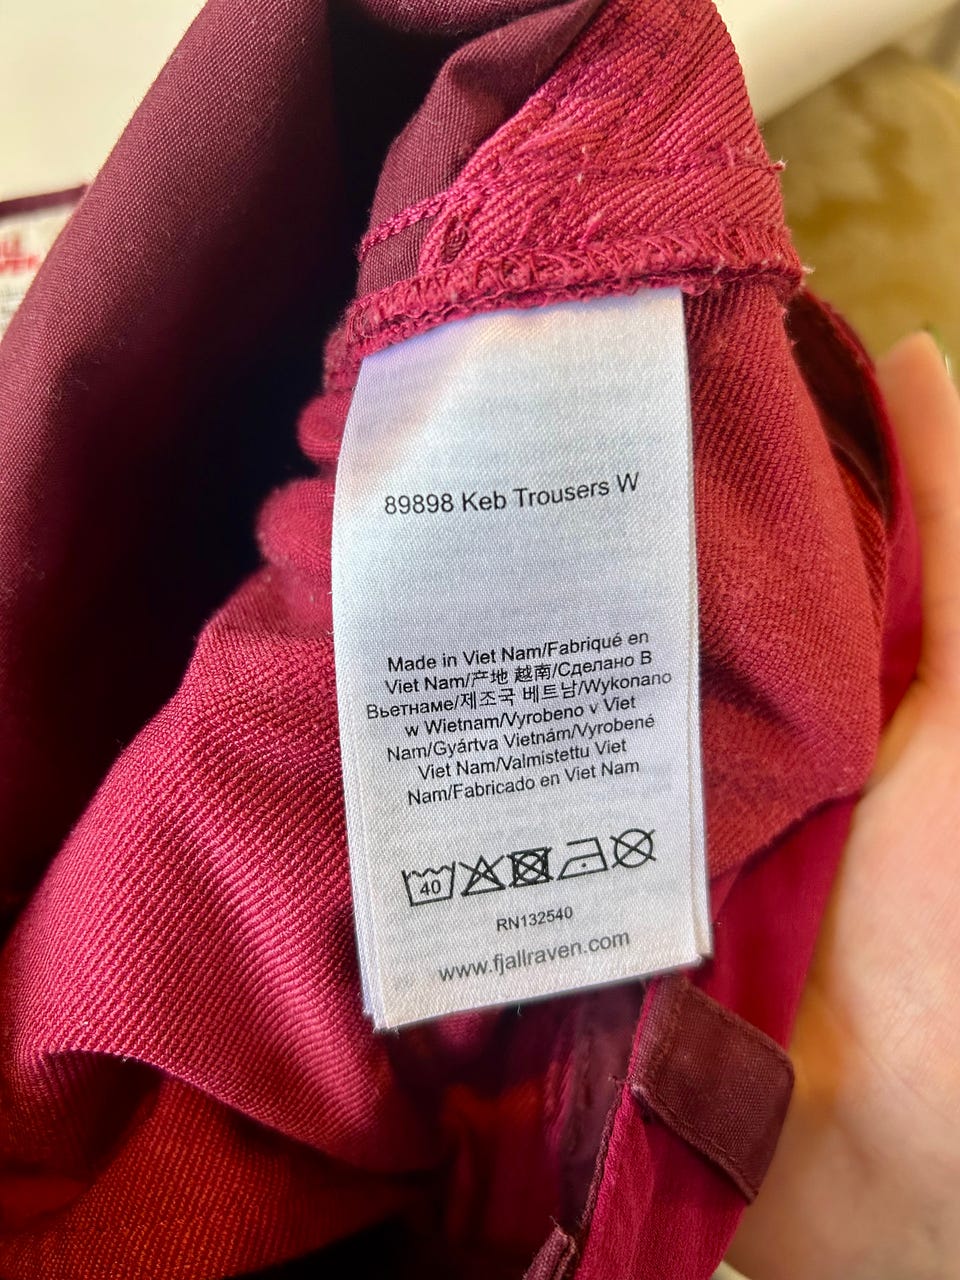 89898 Keb Trousers W
Made in Viet Nam/Fabriqué en
Viet Nam/产地 越南/Сделано В
Вьетнаме/제조국 베트남/Wykonano
w Wietnam/Vyrobeno v Viet
Nam/Gyártva Vietnám/Vyrobené
Viet Nam/Valmistettu Viet
Nam/Fabricado en Viet Nam
40
RN132540
www.fjallraven.com